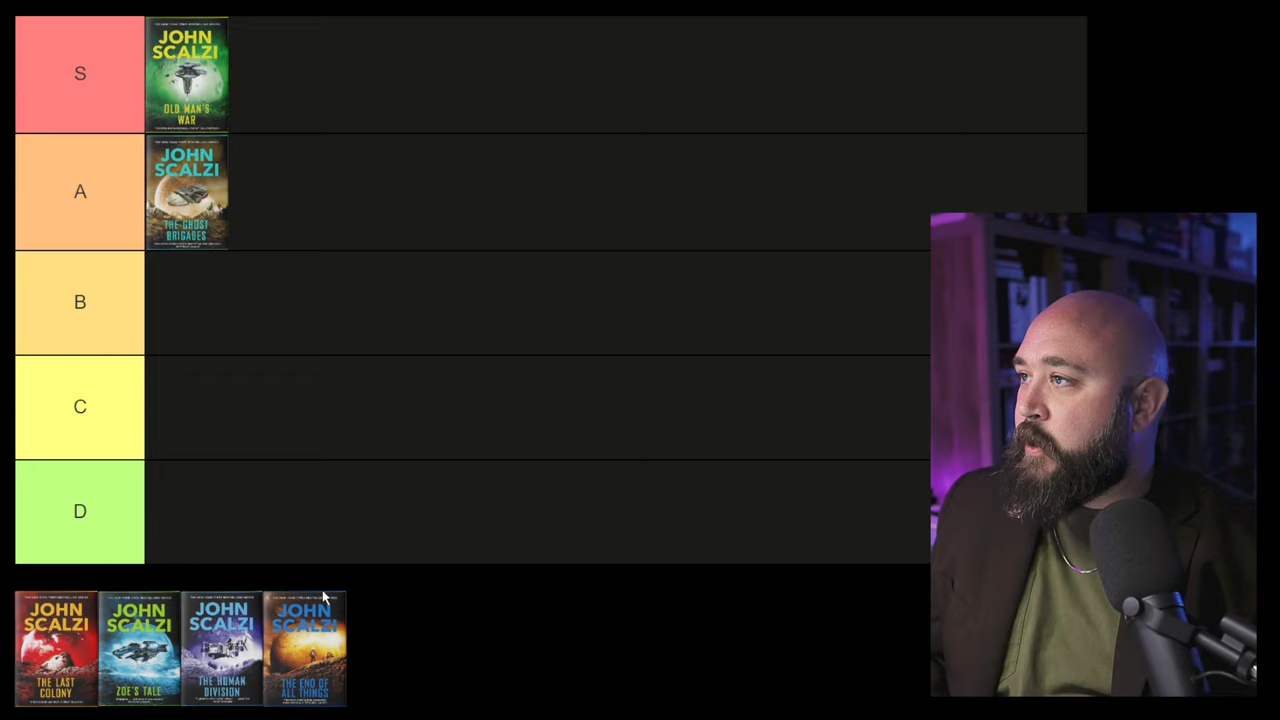 S
JOHN
SCALZI
OLD MAN'S
WAR
A
JOHN
SCALZI
THE GHOST
BRIGADES
B
C
D
JOHN
SCALZI
THE LAST
COLONY
JOHN
SCALZI
ZOE'S TALE
JOHN
SCALZI
THE HUMAN
DIVISION
JOHN
SCALZI
THE END OF
ALL THINGS